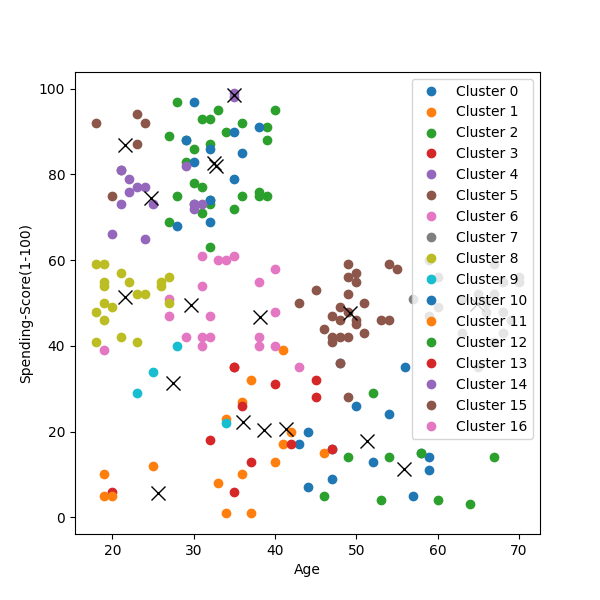 100
80
60
40
20
0
Spending-Score(1-100)
20 30 40 50 60 70
Age
Cluster 0
Cluster 1
Cluster 2
Cluster 3
Cluster 4
Cluster 5
Cluster 6
Cluster 7
Cluster 8
Cluster 9
Cluster 10
Cluster 11
Cluster 12
Cluster 13
Cluster 14
Cluster 15
Cluster 16